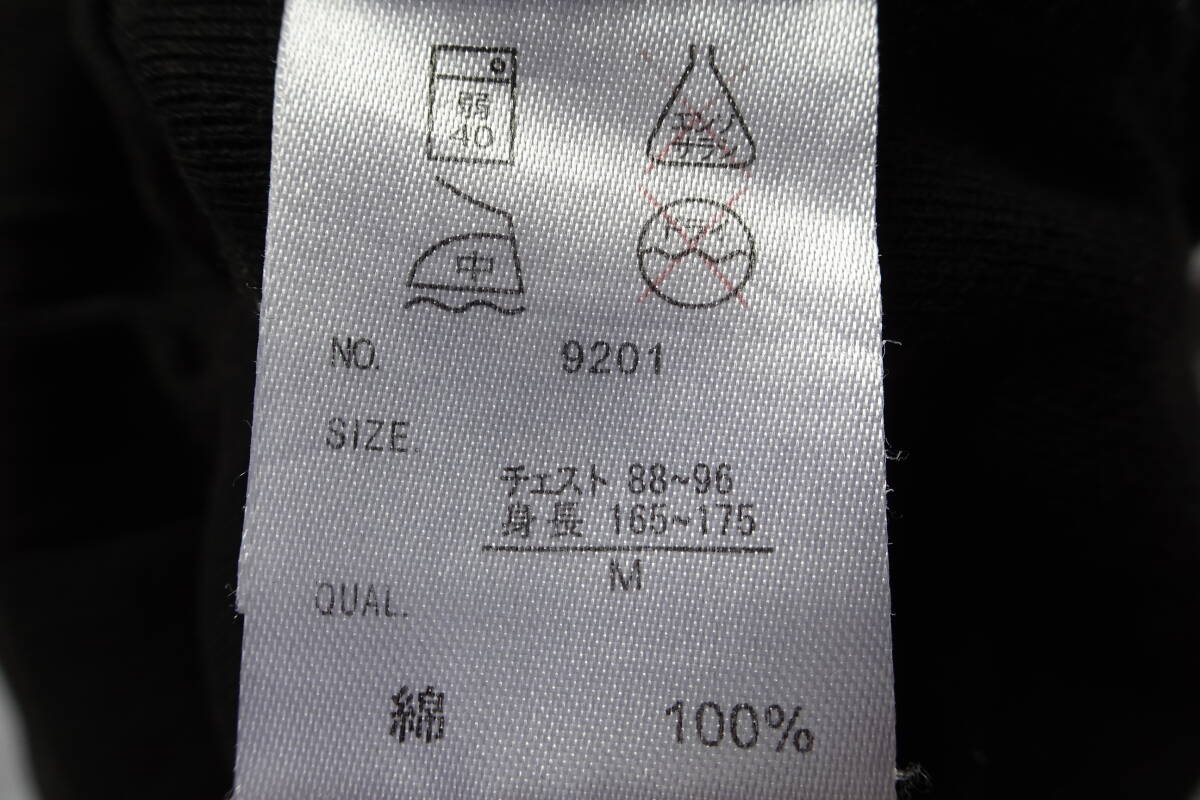 弱
40
エンソ
サラシ
中
ドライ
NO. 9201
SIZE.
チェスト 88~96
身長 165~175
M
QUAL.
綿 100%